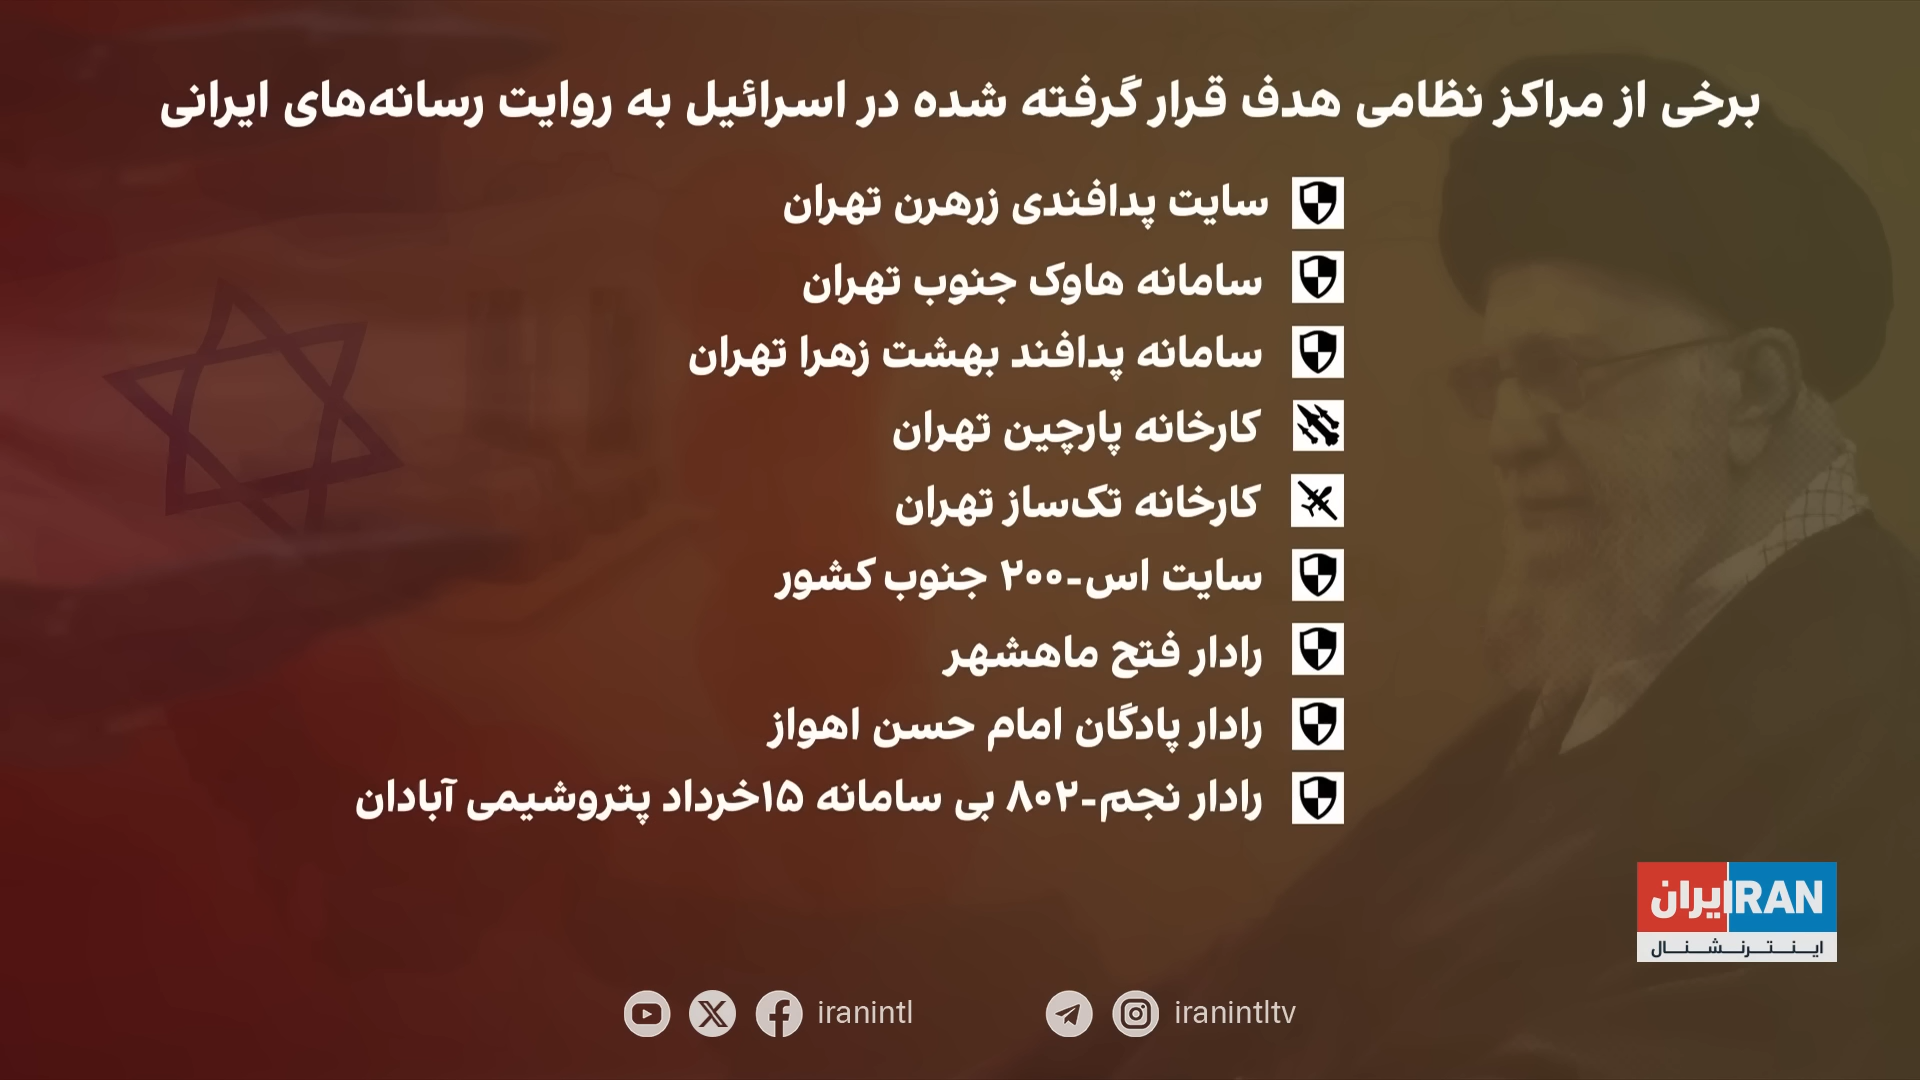 برخی از مراکز نظامی هدف قرار گرفته شده در اسرائیل به روایت رسانه‌های ایرانی
سایت پدافندی زرهرن تهران
سامانه هاوک جنوب تهران
سامانه پدافند بهشت زهرا تهران
کارخانه پارچین تهران
کارخانه تک‌ساز تهران
سایت اس-۲۰۰ جنوب کشور
رادار فتح ماهشهر
رادار پادگان امام حسن اهواز
رادار نجم-۸۰۲ بی سامانه ۱۵خرداد پتروشیمی آبادان
ایران IRAN
اینترنشنال
iranintl iranintltv